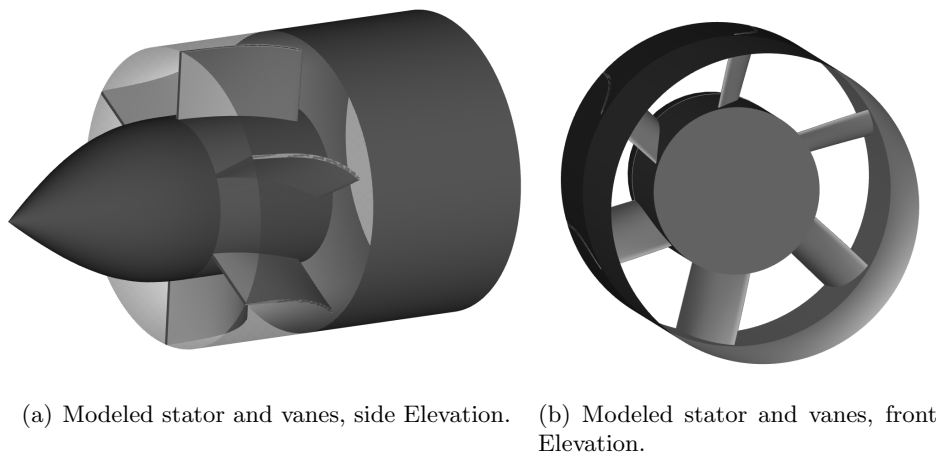 (a) Modeled stator and vanes, side Elevation.
(b) Modeled stator and vanes, front
Elevation.